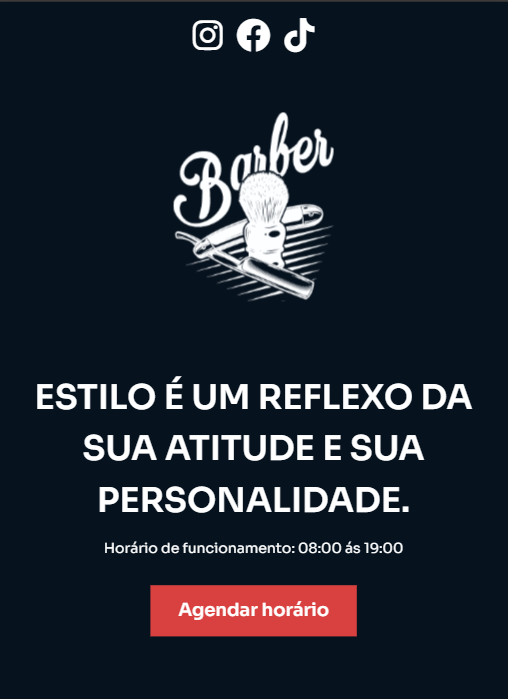 Barber
ESTILO É UM REFLEXO DA
SUA ATITUDE E SUA
PERSONALIDADE.
Horário de funcionamento: 08:00 ás 19:00
Agendar horário